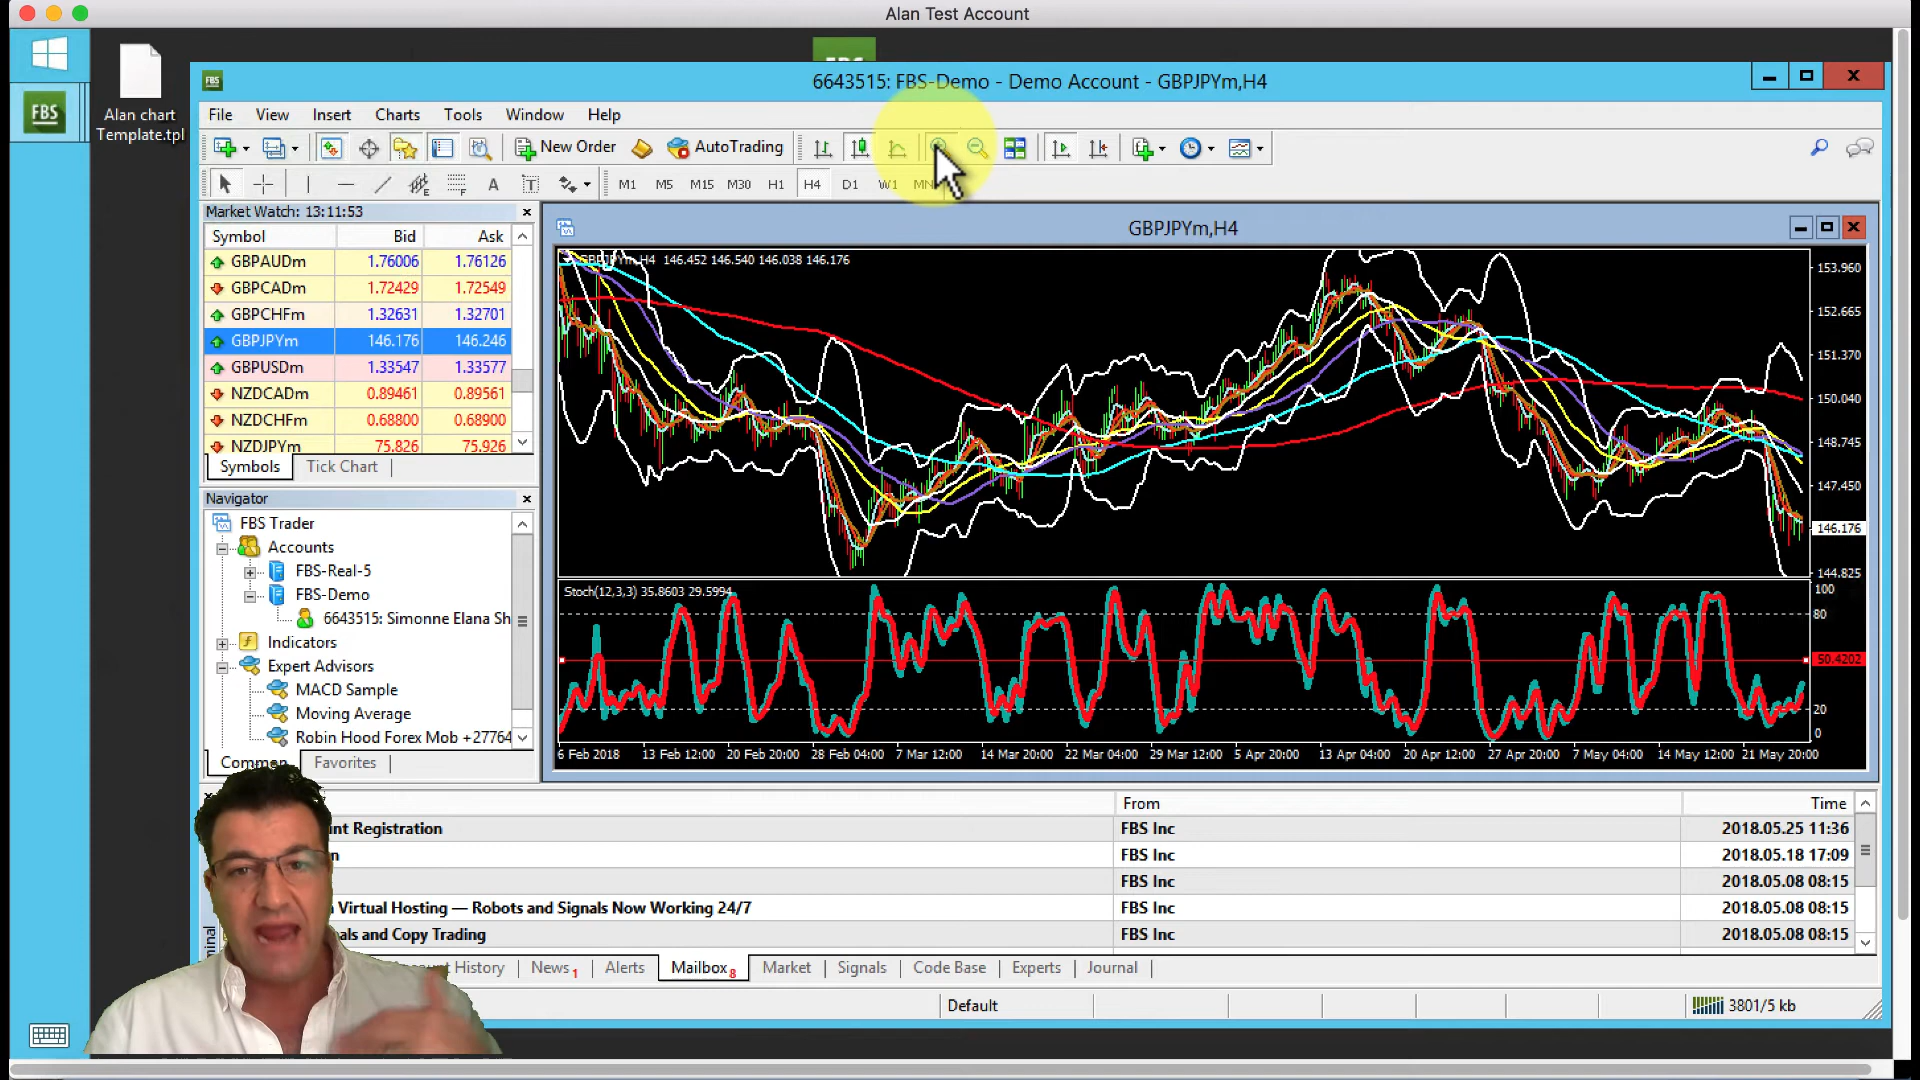 Alan Test Account
FBS
Alan chart
Template.tpl
FBS
6643515: FBS-Demo - Demo Account - GBPJPYm,H4
File View Insert Charts Tools Window Help
New Order AutoTrading
A T M1 M5 M15 M30 H1 H4 D1 W1 MN
Market Watch: 13:11:53
Symbol Bid Ask
GBPAUDm 1.76006 1.76126
GBPCADm 1.72429 1.72549
GBPCHFm 1.32631 1.32701
GBPJPYm 146.176 146.246
GBPUSDm 1.33547 1.33577
NZDCADm 0.89461 0.89561
NZDCHFm 0.68800 0.68900
NZDJPYm 75.826 75.926
Symbols Tick Chart
Navigator
FBS Trader
Accounts
FBS-Real-5
FBS-Demo
6643515: Simonne Elana Sh
Indicators
Expert Advisors
MACD Sample
Moving Average
Robin Hood Forex Mob +27764
Common Favorites
GBPJPYm,H4
GBPJPYm,H4 146.452 146.540 146.038 146.176
153.960
152.665
151.370
150.040
148.745
147.450
146.176
144.825
Stoch(12,3,3) 35.8603 29.5994
100
80
50.4202
20
0
6 Feb 2018 13 Feb 12:00 20 Feb 20:00 28 Feb 04:00 7 Mar 12:00 14 Mar 20:00 22 Mar 04:00 29 Mar 12:00 5 Apr 20:00 13 Apr 04:00 20 Apr 12:00 27 Apr 20:00 7 May 04:00 14 May 12:00 21 May 20:00
From Time
Registration FBS Inc 2018.05.25 11:36
FBS Inc 2018.05.18 17:09
FBS Inc 2018.05.08 08:15
Virtual Hosting — Robots and Signals Now Working 24/7 FBS Inc 2018.05.08 08:15
and Copy Trading FBS Inc 2018.05.08 08:15
History News 1 Alerts Mailbox 8 Market Signals Code Base Experts Journal
Default 3801/5 kb